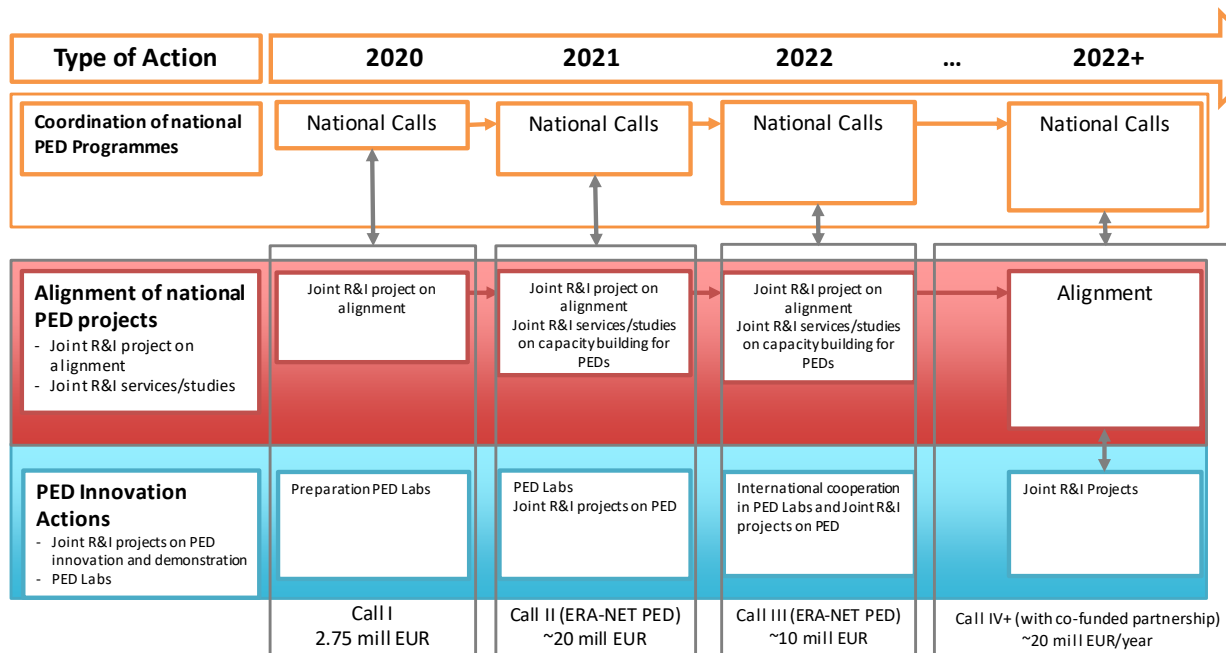 Type of Action
2020
2021
2022
...
2022+
Coordination of national
PED Programmes
National Calls
National Calls
National Calls
National Calls
Alignment of national
PED projects
- Joint R&I project on
alignment
- Joint R&I services/studies
Joint R&I project on
alignment
Joint R&I project on
alignment
Joint R&I services/studies
on capacity building for
PEDs
Joint R&I project on
alignment
Joint R&I services/studies
on capacity building for
PEDs
Alignment
PED Innovation
Actions
- Joint R&I projects on PED
innovation and demonstration
- PED Labs
Preparation PED Labs
PED Labs
Joint R&I projects on PED
International cooperation
in PED Labs and Joint R&I
projects on PED
Joint R&I Projects
Call I
2.75 mill EUR
Call II (ERA-NET PED)
~20 mill EUR
Call III (ERA-NET PED)
~10 mill EUR
Call IV+ (with co-funded partnership)
~20 mill EUR/year